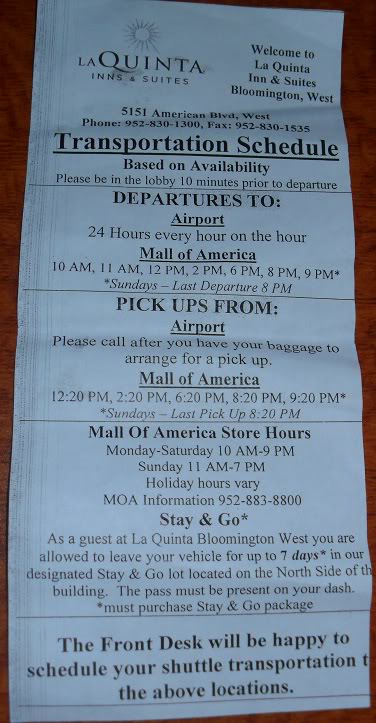 LA QUINTA
INNS & SUITES
Welcome to
La Quinta
Inn & Suites
Bloomington, West
5151 American Blvd, West
Phone: 952-830-1300, Fax: 952-830-1535
Transportation Schedule
Based on Availability
Please be in the lobby 10 minutes prior to departure
DEPARTURES TO:
Airport
24 Hours every hour on the hour
Mall of America
10 AM, 11 AM, 12 PM, 2 PM, 6 PM, 8 PM, 9 PM*
*Sundays – Last Departure 8 PM
PICK UPS FROM:
Airport
Please call after you have your baggage to
arrange for a pick up.
Mall of America
12:20 PM, 2:20 PM, 6:20 PM, 8:20 PM, 9:20 PM*
*Sundays – Last Pick Up 8:20 PM
Mall Of America Store Hours
Monday-Saturday 10 AM-9 PM
Sunday 11 AM-7 PM
Holiday hours vary
MOA Information 952-883-8800
Stay & Go*
As a guest at La Quinta Bloomington West you are
allowed to leave your vehicle for up to 7 days* in our
designated Stay & Go lot located on the North Side of th
building. The pass must be present on your dash.
*must purchase Stay & Go package
The Front Desk will be happy to
schedule your shuttle transportation t
the above locations.